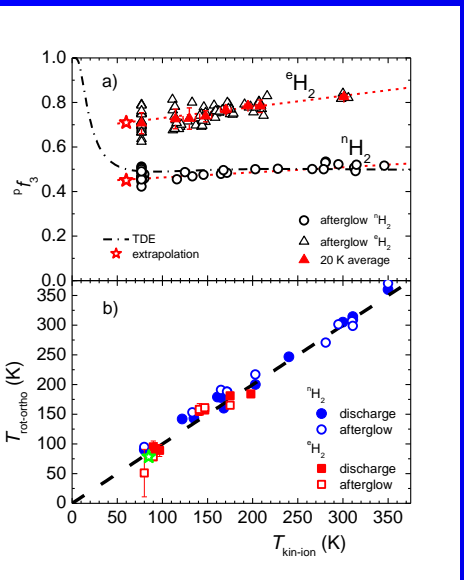 1.0
a)
ᵉH₂
0.8
0.6
ⁿH₂
ᵖf₃
0.4
afterglow ⁿH₂
TDE
afterglow ᵉH₂
0.2
extrapolation
20 K average
0.0
350
b)
300
250
T rot-ortho (K)
200
150
ⁿH₂
discharge
afterglow
100
ᵉH₂
discharge
50
afterglow
0
0 50 100 150 200 250 300 350
T kin-ion (K)